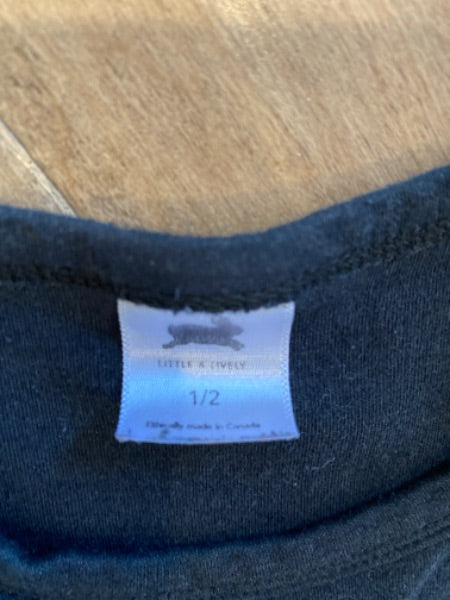 LITTLE & LIVELY
1/2
Ethically made in Canada